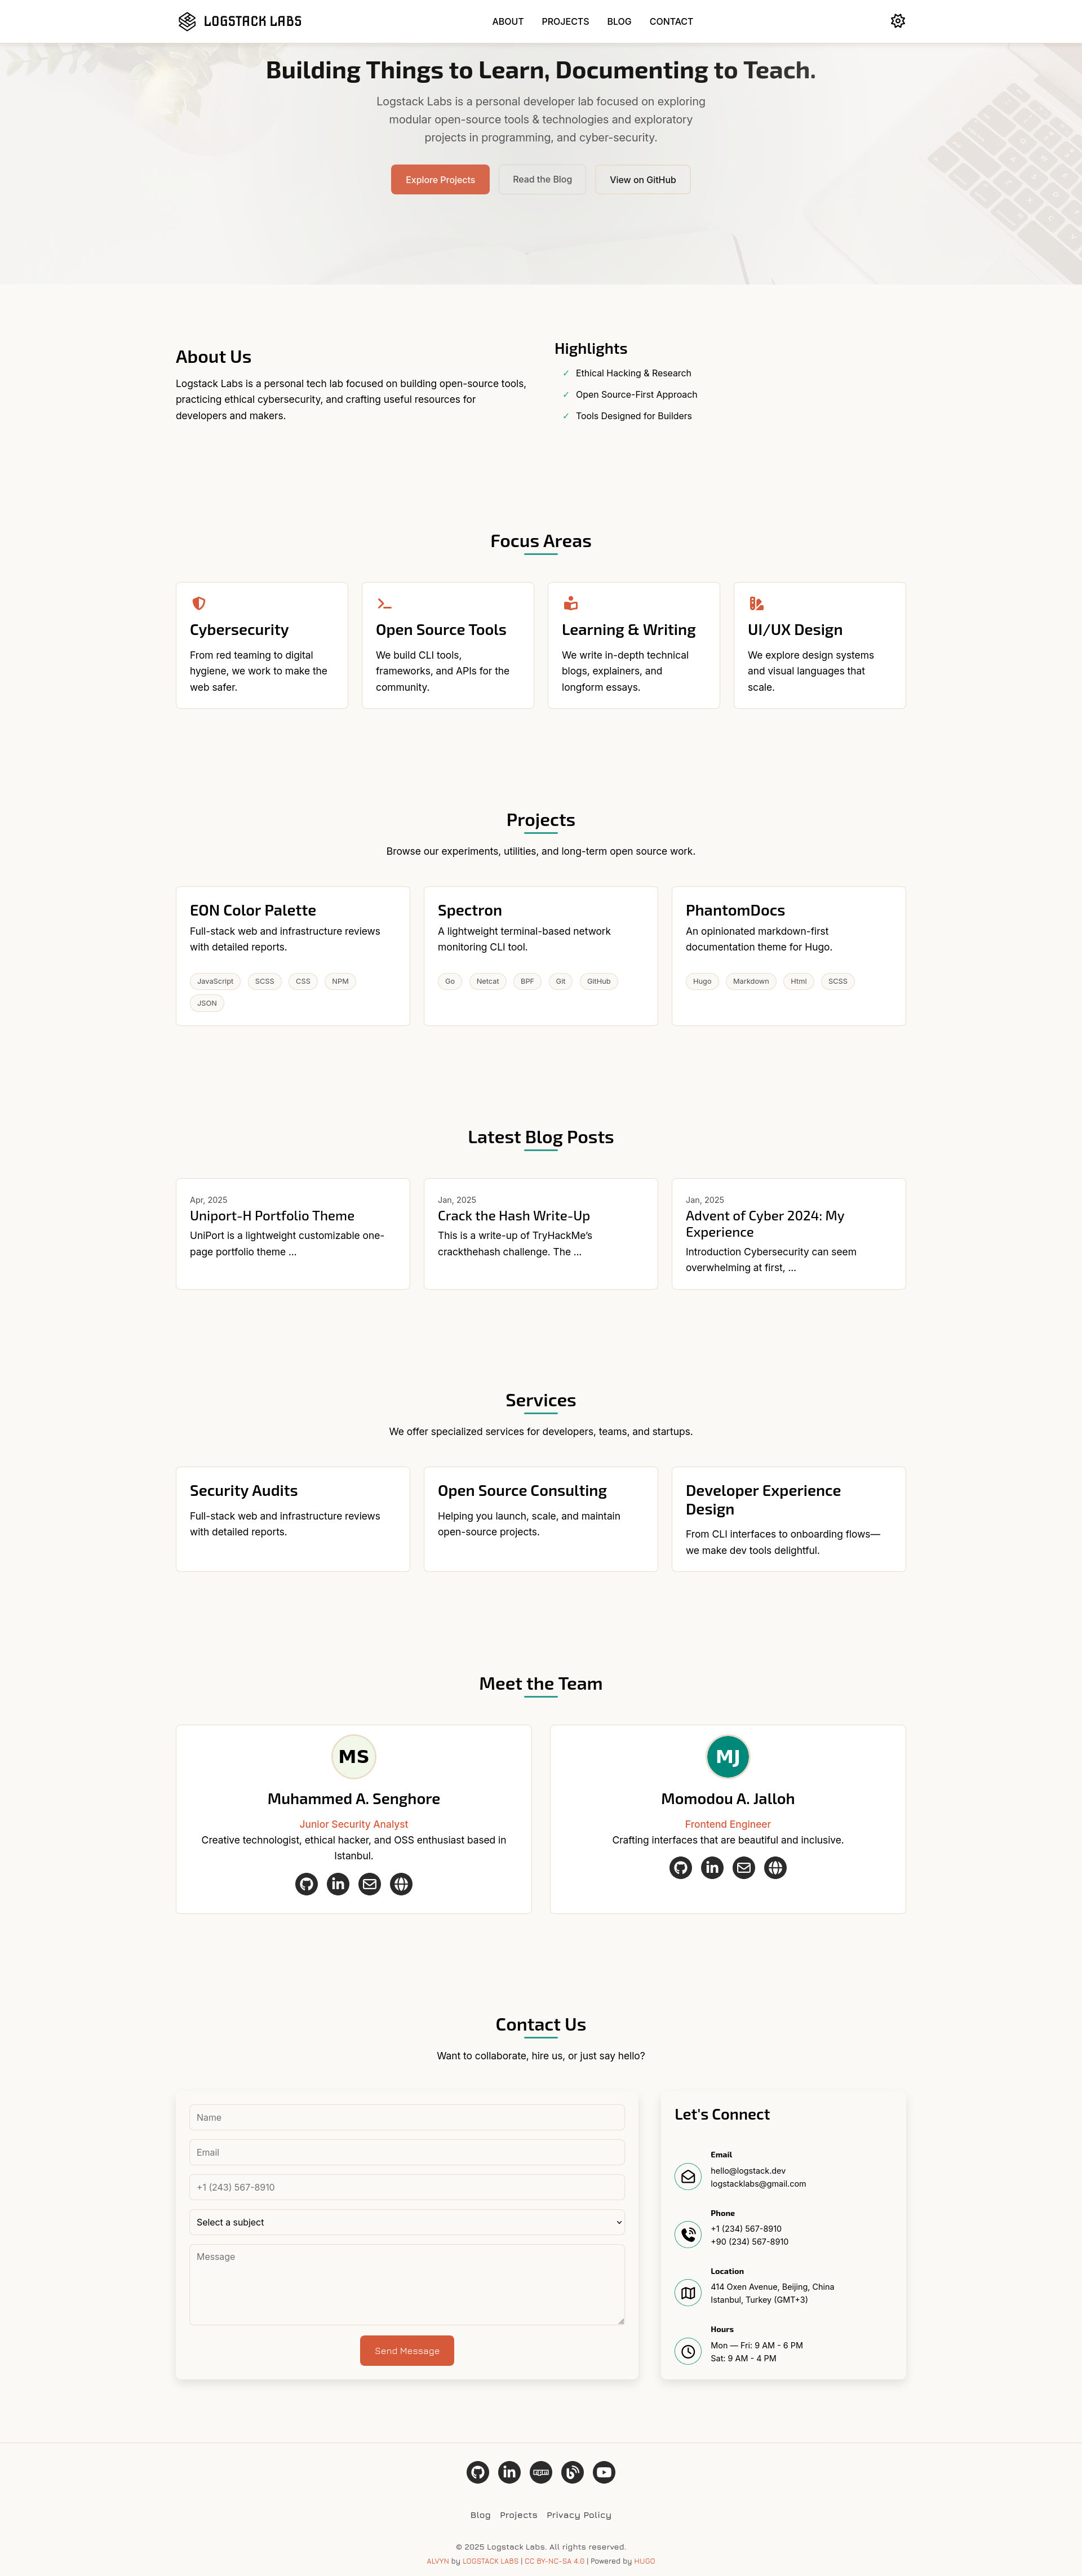 LOGSTACK LABS
ABOUT PROJECTS BLOG CONTACT
Building Things to Learn, Documenting to Teach.
Logstack Labs is a personal developer lab focused on exploring
modular open-source tools & technologies and exploratory
projects in programming, and cyber-security.
Explore Projects Read the Blog View on GitHub
About Us
Logstack Labs is a personal tech lab focused on building open-source tools,
practicing ethical cybersecurity, and crafting useful resources for
developers and makers.
Highlights
✓ Ethical Hacking & Research
✓ Open Source-First Approach
✓ Tools Designed for Builders
Focus Areas
Cybersecurity
From red teaming to digital
hygiene, we work to make the
web safer.
Open Source Tools
We build CLI tools,
frameworks, and APIs for the
community.
Learning & Writing
We write in-depth technical
blogs, explainers, and
longform essays.
UI/UX Design
We explore design systems
and visual languages that
scale.
Projects
Browse our experiments, utilities, and long-term open source work.
EON Color Palette
Full-stack web and infrastructure reviews
with detailed reports.
JavaScript SCSS CSS NPM
JSON
Spectron
A lightweight terminal-based network
monitoring CLI tool.
Go Netcat BPF Git GitHub
PhantomDocs
An opinionated markdown-first
documentation theme for Hugo.
Hugo Markdown Html SCSS
Latest Blog Posts
Apr, 2025
Uniport-H Portfolio Theme
UniPort is a lightweight customizable one-
page portfolio theme ...
Jan, 2025
Crack the Hash Write-Up
This is a write-up of TryHackMe's
crackthehash challenge. The ...
Jan, 2025
Advent of Cyber 2024: My
Experience
Introduction Cybersecurity can seem
overwhelming at first, ...
Services
We offer specialized services for developers, teams, and startups.
Security Audits
Full-stack web and infrastructure reviews
with detailed reports.
Open Source Consulting
Helping you launch, scale, and maintain
open-source projects.
Developer Experience
Design
From CLI interfaces to onboarding flows—
we make dev tools delightful.
Meet the Team
MS
Muhammed A. Senghore
Junior Security Analyst
Creative technologist, ethical hacker, and OSS enthusiast based in
Istanbul.
MJ
Momodou A. Jalloh
Frontend Engineer
Crafting interfaces that are beautiful and inclusive.
Contact Us
Want to collaborate, hire us, or just say hello?
Name
Email
+1 (243) 567-8910
Select a subject
Message
Send Message
Let's Connect
Email
hello@logstack.dev
logstacklabs@gmail.com
Phone
+1 (234) 567-8910
+90 (234) 567-8910
Location
414 Oxen Avenue, Beijing, China
Istanbul, Turkey (GMT+3)
Hours
Mon — Fri: 9 AM - 6 PM
Sat: 9 AM - 4 PM
Blog Projects Privacy Policy
© 2025 Logstack Labs. All rights reserved.
ALVYN by LOGSTACK LABS | CC BY-NC-SA 4.0 | Powered by HUGO